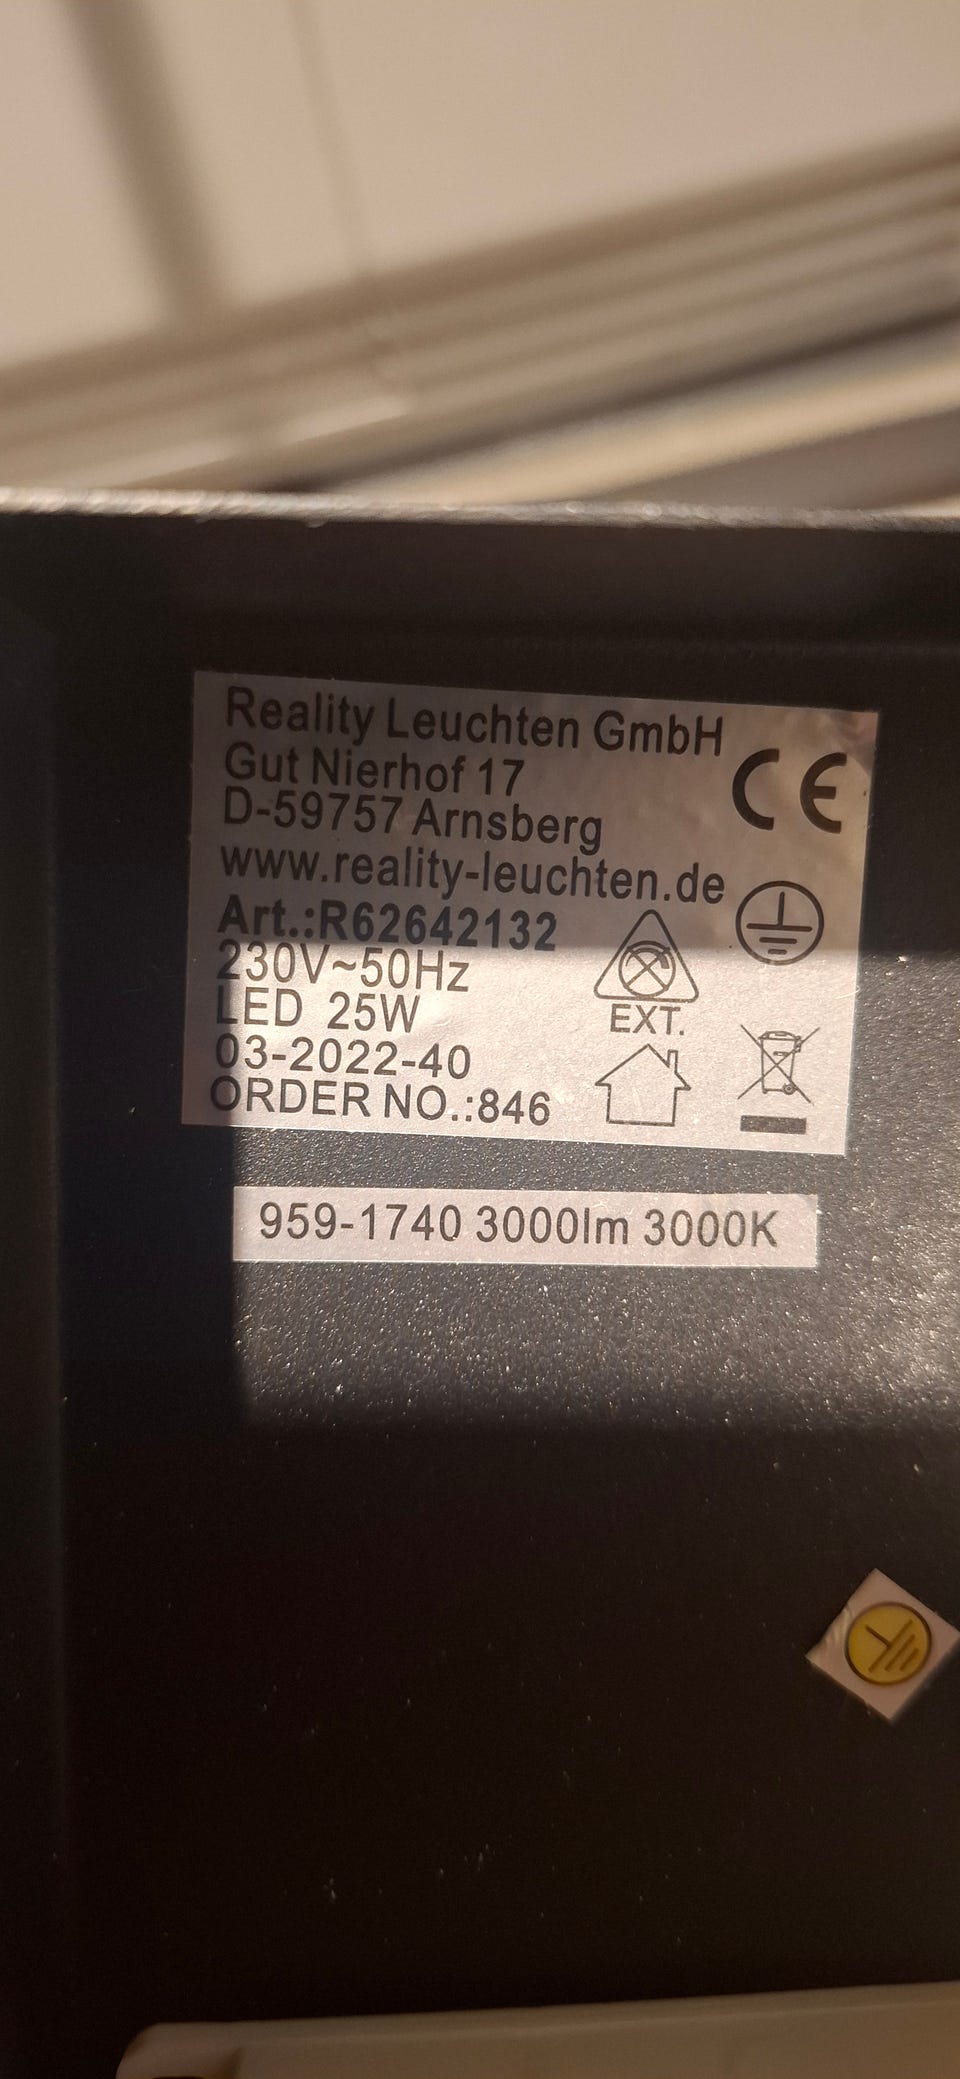 Reality Leuchten GmbH
Gut Nierhof 17
D-59757 Arnsberg
www.reality-leuchten.de
Art.:R62642132
230V~50Hz
LED 25W
03-2022-40
ORDER NO.:846
CE
EXT.
959-1740 3000lm 3000K